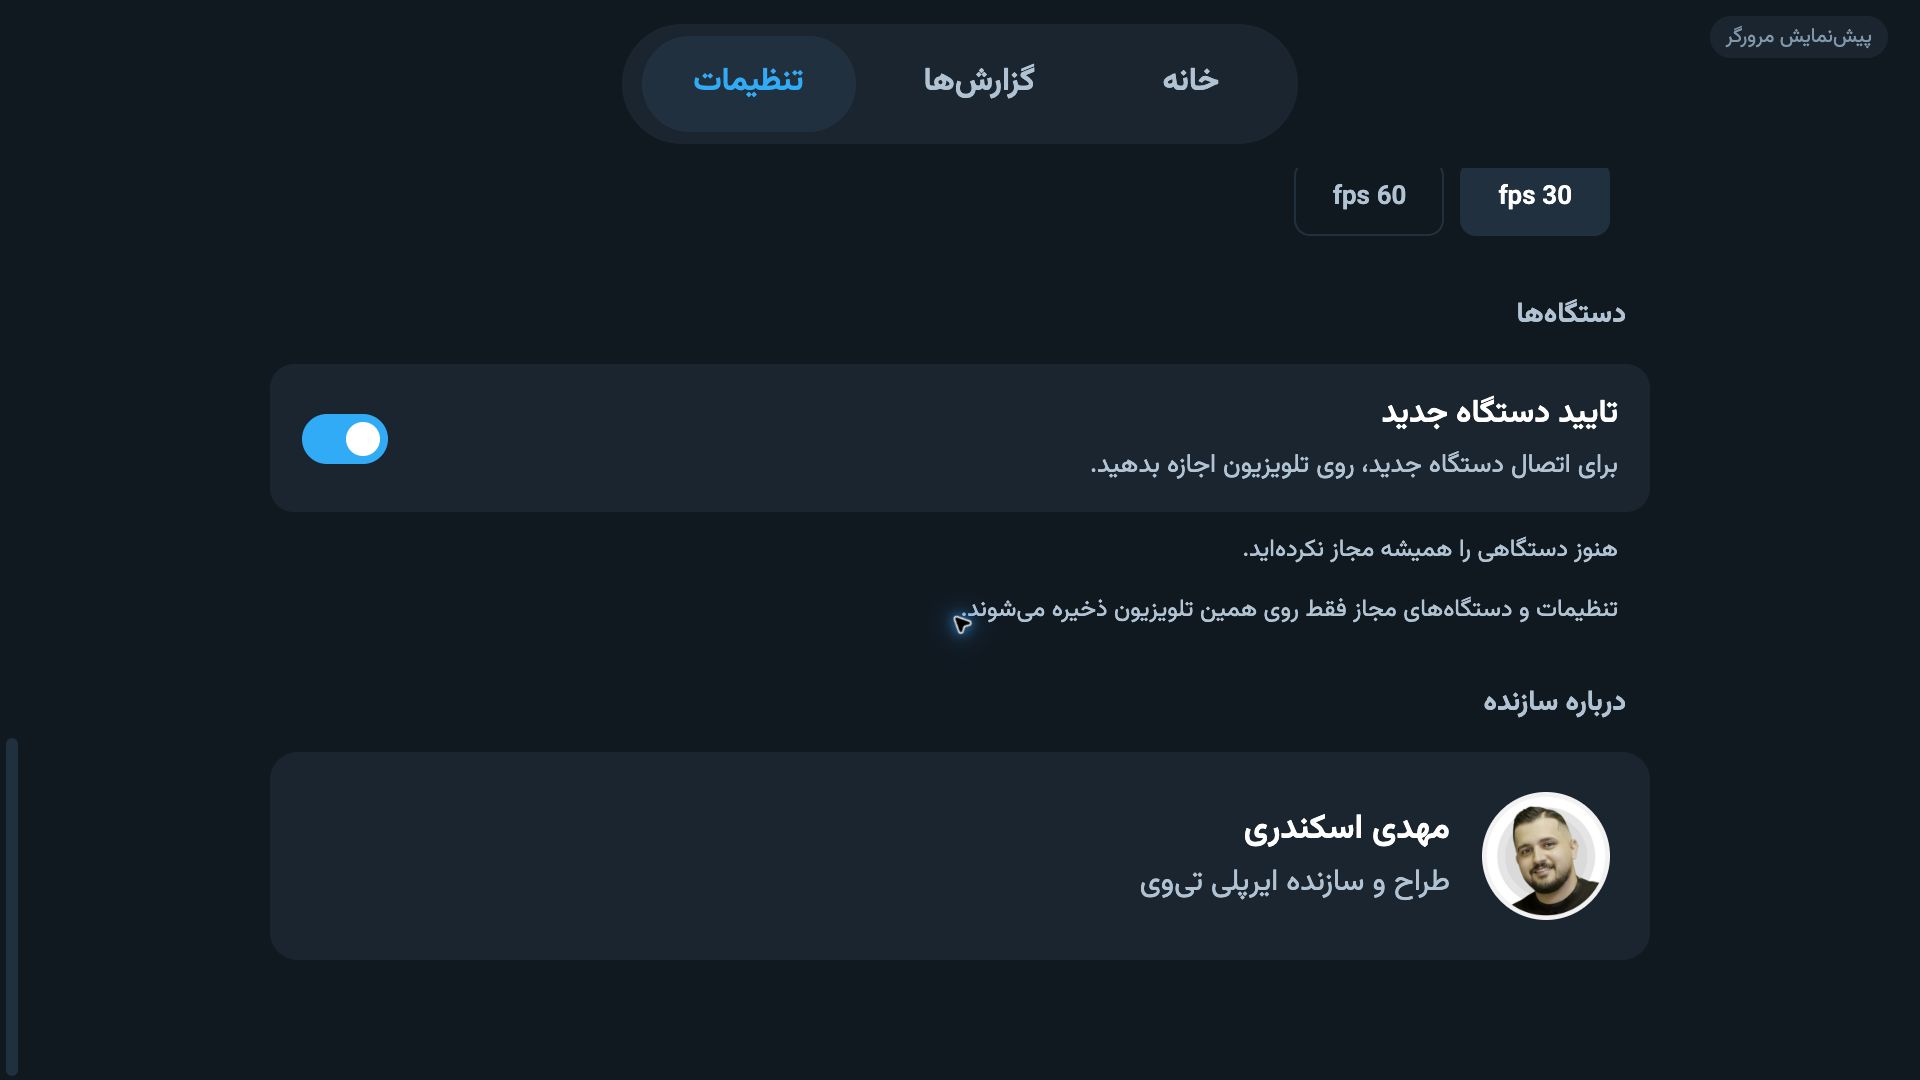 پیش‌نمایش مرورگر
خانه
گزارش‌ها
تنظیمات
30 fps
60 fps
دستگاه‌ها
تایید دستگاه جدید
برای اتصال دستگاه جدید، روی تلویزیون اجازه بدهید.
هنوز دستگاهی را همیشه مجاز نکرده‌اید.
تنظیمات و دستگاه‌های مجاز فقط روی همین تلویزیون ذخیره می‌شوند.
درباره سازنده
مهدی اسکندری
طراح و سازنده ایرپلی تی‌وی